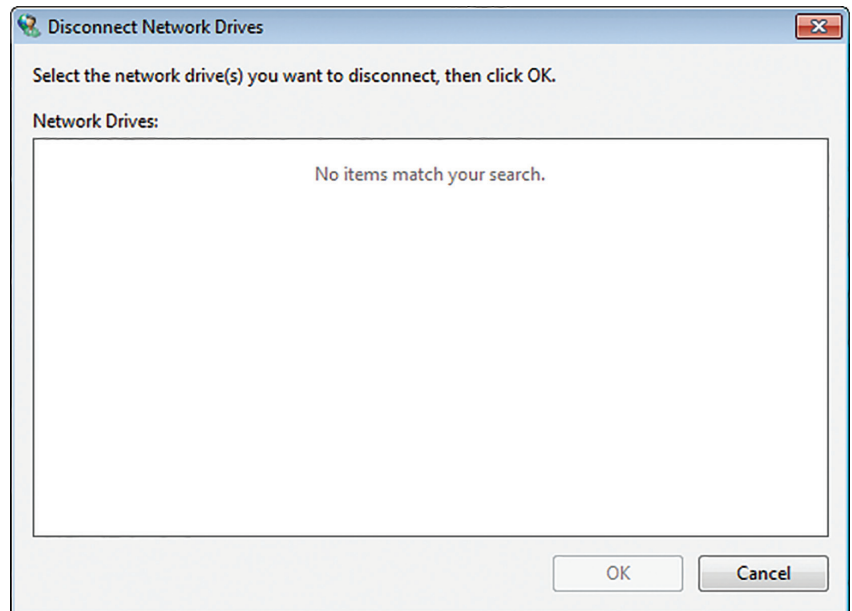 Disconnect Network Drives
Select the network drive(s) you want to disconnect, then click OK.
Network Drives:
No items match your search.
OK
Cancel